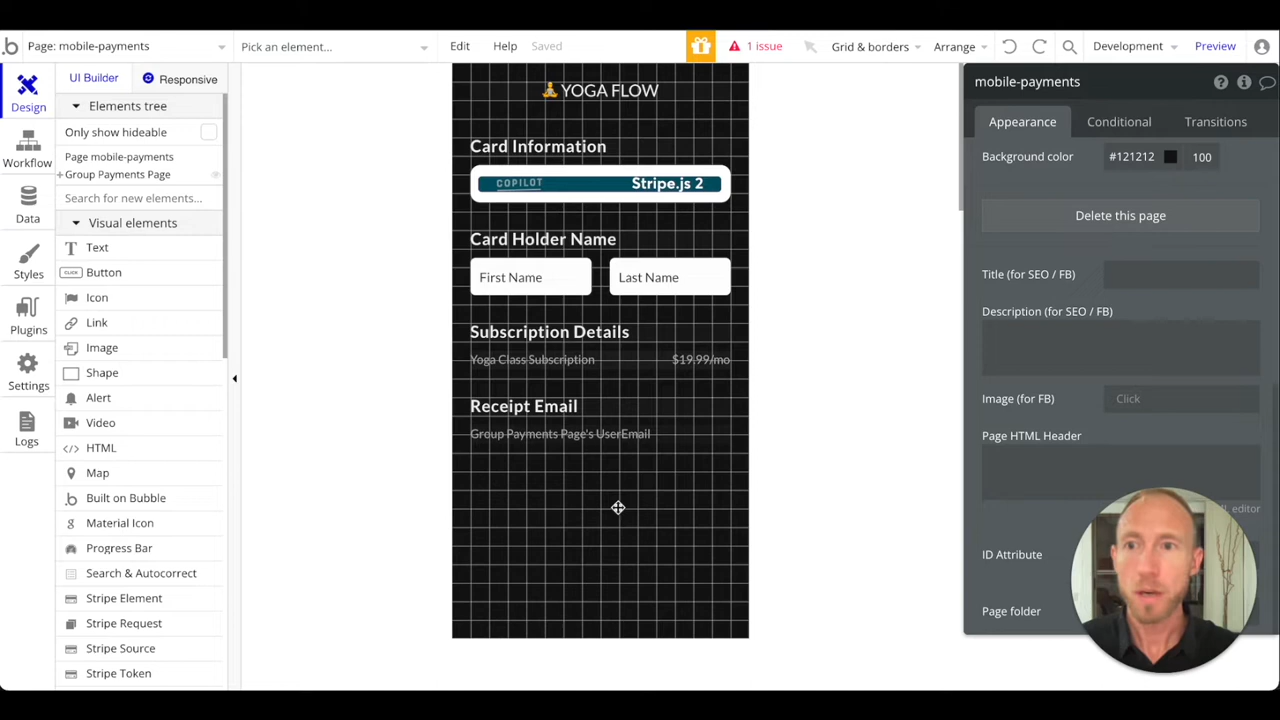 Page: mobile-payments
Pick an element...
Edit
Help
Saved
1 issue
Grid & borders
Arrange
Development
Preview
UI Builder
Responsive
Design
Workflow
Data
Styles
Plugins
Settings
Logs
Elements tree
Only show hideable
Page mobile-payments
Group Payments Page
Search for new elements...
Visual elements
Text
CLICK
Button
Icon
Link
Image
Shape
Alert
Video
HTML
Map
Built on Bubble
Material Icon
Progress Bar
Search & Autocorrect
Stripe Element
Stripe Request
Stripe Source
Stripe Token
YOGA FLOW
Card Information
COPILOT
Stripe.js 2
Card Holder Name
First Name
Last Name
Subscription Details
Yoga Class Subscription
$19.99/mo
Receipt Email
Group Payments Page's UserEmail
mobile-payments
Appearance
Conditional
Transitions
Background color
#121212
100
Delete this page
Title (for SEO / FB)
Description (for SEO / FB)
Image (for FB)
Click
Page HTML Header
editor
ID Attribute
Page folder